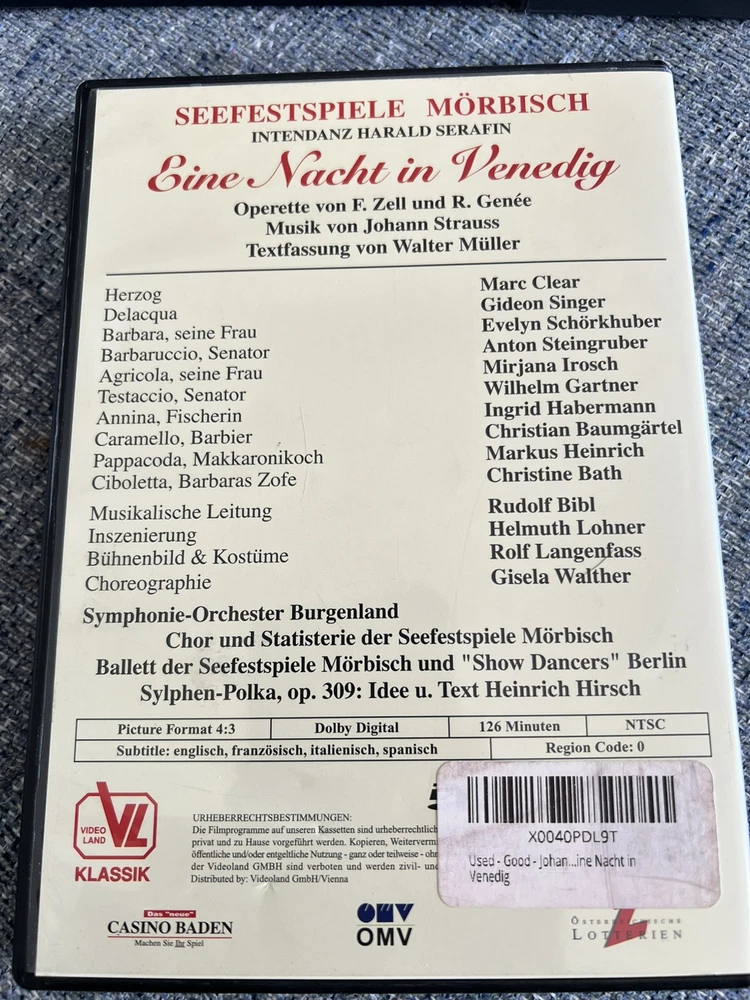 SEEFESTSPIELE MÖRBISCH
INTENDANZ HARALD SERAFIN
Eine Nacht in Venedig
Operette von F. Zell und R. Genée
Musik von Johann Strauss
Textfassung von Walter Müller
Herzog Marc Clear
Delacqua Gideon Singer
Barbara, seine Frau Evelyn Schörkhuber
Barbaruccio, Senator Anton Steingruber
Agricola, seine Frau Mirjana Irosch
Testaccio, Senator Wilhelm Gartner
Annina, Fischerin Ingrid Habermann
Caramello, Barbier Christian Baumgärtel
Pappacoda, Makkaronikoch Markus Heinrich
Ciboletta, Barbaras Zofe Christine Bath
Musikalische Leitung Rudolf Bibl
Inszenierung Helmuth Lohner
Bühnenbild & Kostüme Rolf Langenfass
Choreographie Gisela Walther
Symphonie-Orchester Burgenland
Chor und Statisterie der Seefestspiele Mörbisch
Ballett der Seefestspiele Mörbisch und "Show Dancers" Berlin
Sylphen-Polka, op. 309: Idee u. Text Heinrich Hirsch
Picture Format 4:3 Dolby Digital 126 Minuten NTSC
Subtitle: englisch, französisch, italienisch, spanisch Region Code: 0
VL
VIDEO
LAND
KLASSIK
URHEBERRECHTSBESTIMMUNGEN:
Die Filmprogramme auf unseren Kassetten sind urheberrechtlich
privat und zu Hause vorgeführt werden. Kopieren, Weiterverm
öffentliche und/oder entgeltliche Nutzung - ganz oder teilweise - ohn
der Videoland GMBH sind verboten und werden zivil- und
Distributed by: Videoland GmbH/Vienna
X0040PDL9T
Used - Good - Johan...ine Nacht in
Venedig
Das "neue"
CASINO BADEN
Machen Sie Ihr Spiel
OMV
OMV
ÖSTERREICHISCHE
LOTTERIEN